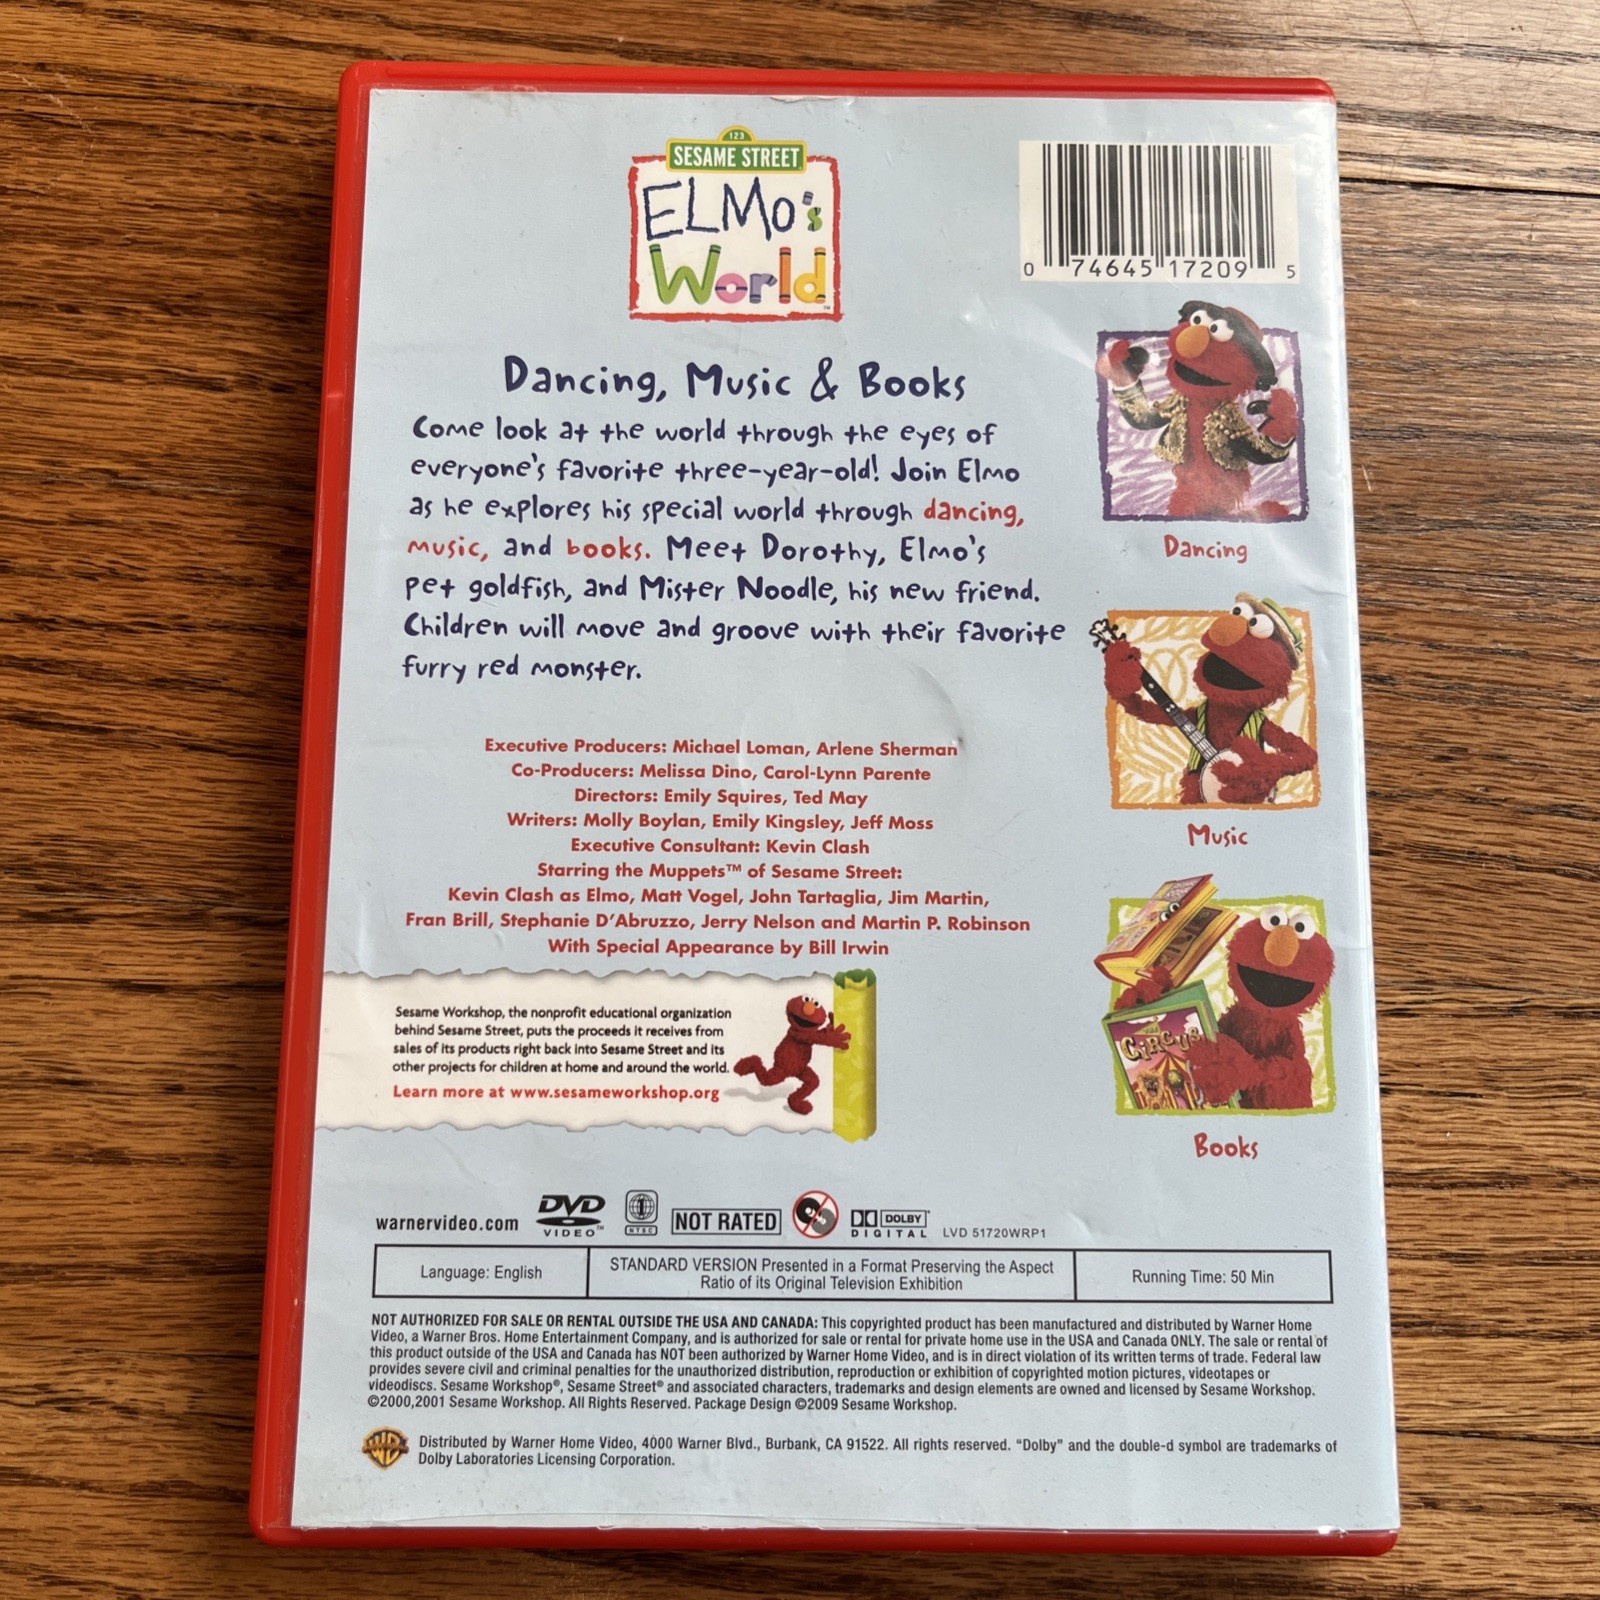 123
SESAME STREET
ELMO's
World™
0 74645 17209 5
Dancing, Music & Books
Come look at the world through the eyes of
everyone's favorite three-year-old! Join Elmo
as he explores his special world through dancing,
music, and books. Meet Dorothy, Elmo's
pet goldfish, and Mister Noodle, his new friend.
Children will move and groove with their favorite
furry red monster.
Dancing
Music
CIRCUS
Books
Executive Producers: Michael Loman, Arlene Sherman
Co-Producers: Melissa Dino, Carol-Lynn Parente
Directors: Emily Squires, Ted May
Writers: Molly Boylan, Emily Kingsley, Jeff Moss
Executive Consultant: Kevin Clash
Starring the Muppets™ of Sesame Street:
Kevin Clash as Elmo, Matt Vogel, John Tartaglia, Jim Martin,
Fran Brill, Stephanie D'Abruzzo, Jerry Nelson and Martin P. Robinson
With Special Appearance by Bill Irwin
Sesame Workshop, the nonprofit educational organization
behind Sesame Street, puts the proceeds it receives from
sales of its products right back into Sesame Street and its
other projects for children at home and around the world.
Learn more at www.sesameworkshop.org
warnervideo.com DVD VIDEO™ 1 NTSC NOT RATED DOLBY DIGITAL LVD 51720WRP1
Language: English
STANDARD VERSION Presented in a Format Preserving the Aspect
Ratio of its Original Television Exhibition
Running Time: 50 Min
NOT AUTHORIZED FOR SALE OR RENTAL OUTSIDE THE USA AND CANADA: This copyrighted product has been manufactured and distributed by Warner Home
Video, a Warner Bros. Home Entertainment Company, and is authorized for sale or rental for private home use in the USA and Canada ONLY. The sale or rental of
this product outside of the USA and Canada has NOT been authorized by Warner Home Video, and is in direct violation of its written terms of trade. Federal law
provides severe civil and criminal penalties for the unauthorized distribution, reproduction or exhibition of copyrighted motion pictures, videotapes or
videodiscs. Sesame Workshop®, Sesame Street® and associated characters, trademarks and design elements are owned and licensed by Sesame Workshop.
©2000,2001 Sesame Workshop. All Rights Reserved. Package Design ©2009 Sesame Workshop.
WB
Distributed by Warner Home Video, 4000 Warner Blvd., Burbank, CA 91522. All rights reserved. "Dolby" and the double-d symbol are trademarks of
Dolby Laboratories Licensing Corporation.